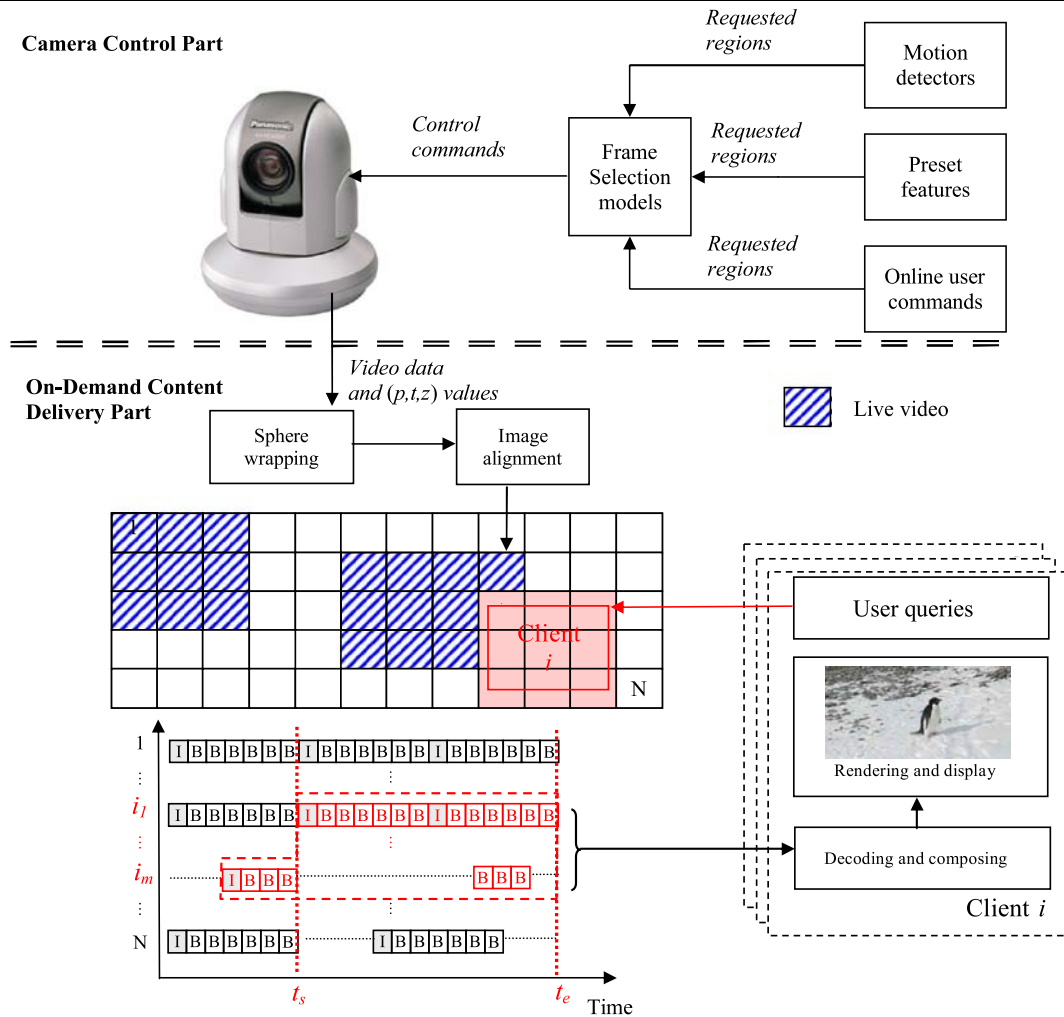 Camera Control Part
Requested
regions
Motion
detectors
Panasonic
Control
commands
Frame
Selection
models
Requested
regions
Preset
features
Requested
regions
Online user
commands
Video data
and (p,t,z) values
On-Demand Content
Delivery Part
Live video
Sphere
wrapping
Image
alignment
1
Client
i
N
User queries
Rendering and display
Decoding and composing
Client i
1 I B B B B B B I B B B B B B I B B B B B B
i1 I B B B B B B I B B B B B B I B B B B B B
im I B B B B B B
N I B B B B B B I B B B B B B
ts te Time